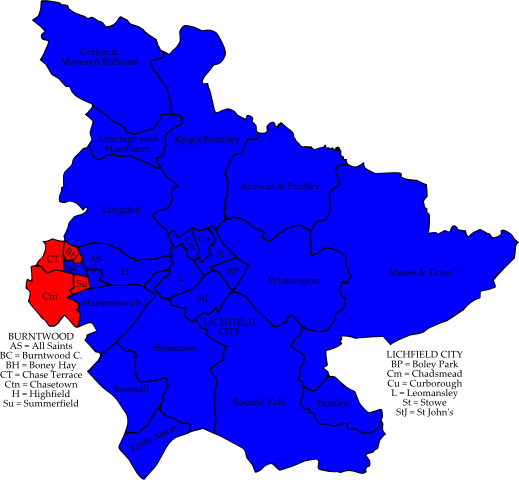 Colton &
Mavesyn Ridware
Armitage with
Handsacre
King's Bromley
Alrewas & Fradley
Longdon
Cm
Cu
St
CT
BH
AS
BC
H
L
BP
Whittington
Mease & Tame
Ctn
Su
Hammerwich
StJ
LICHFIELD
CITY
Shenstone
Stonnall
Bourne Vale
Fazeley
Little Aston
BURNTWOOD
AS = All Saints
BC = Burntwood C.
BH = Boney Hay
CT = Chase Terrace
Ctn = Chasetown
H = Highfield
Su = Summerfield
LICHFIELD CITY
BP = Boley Park
Cm = Chadsmead
Cu = Curborough
L = Leomansley
St = Stowe
StJ = St John's